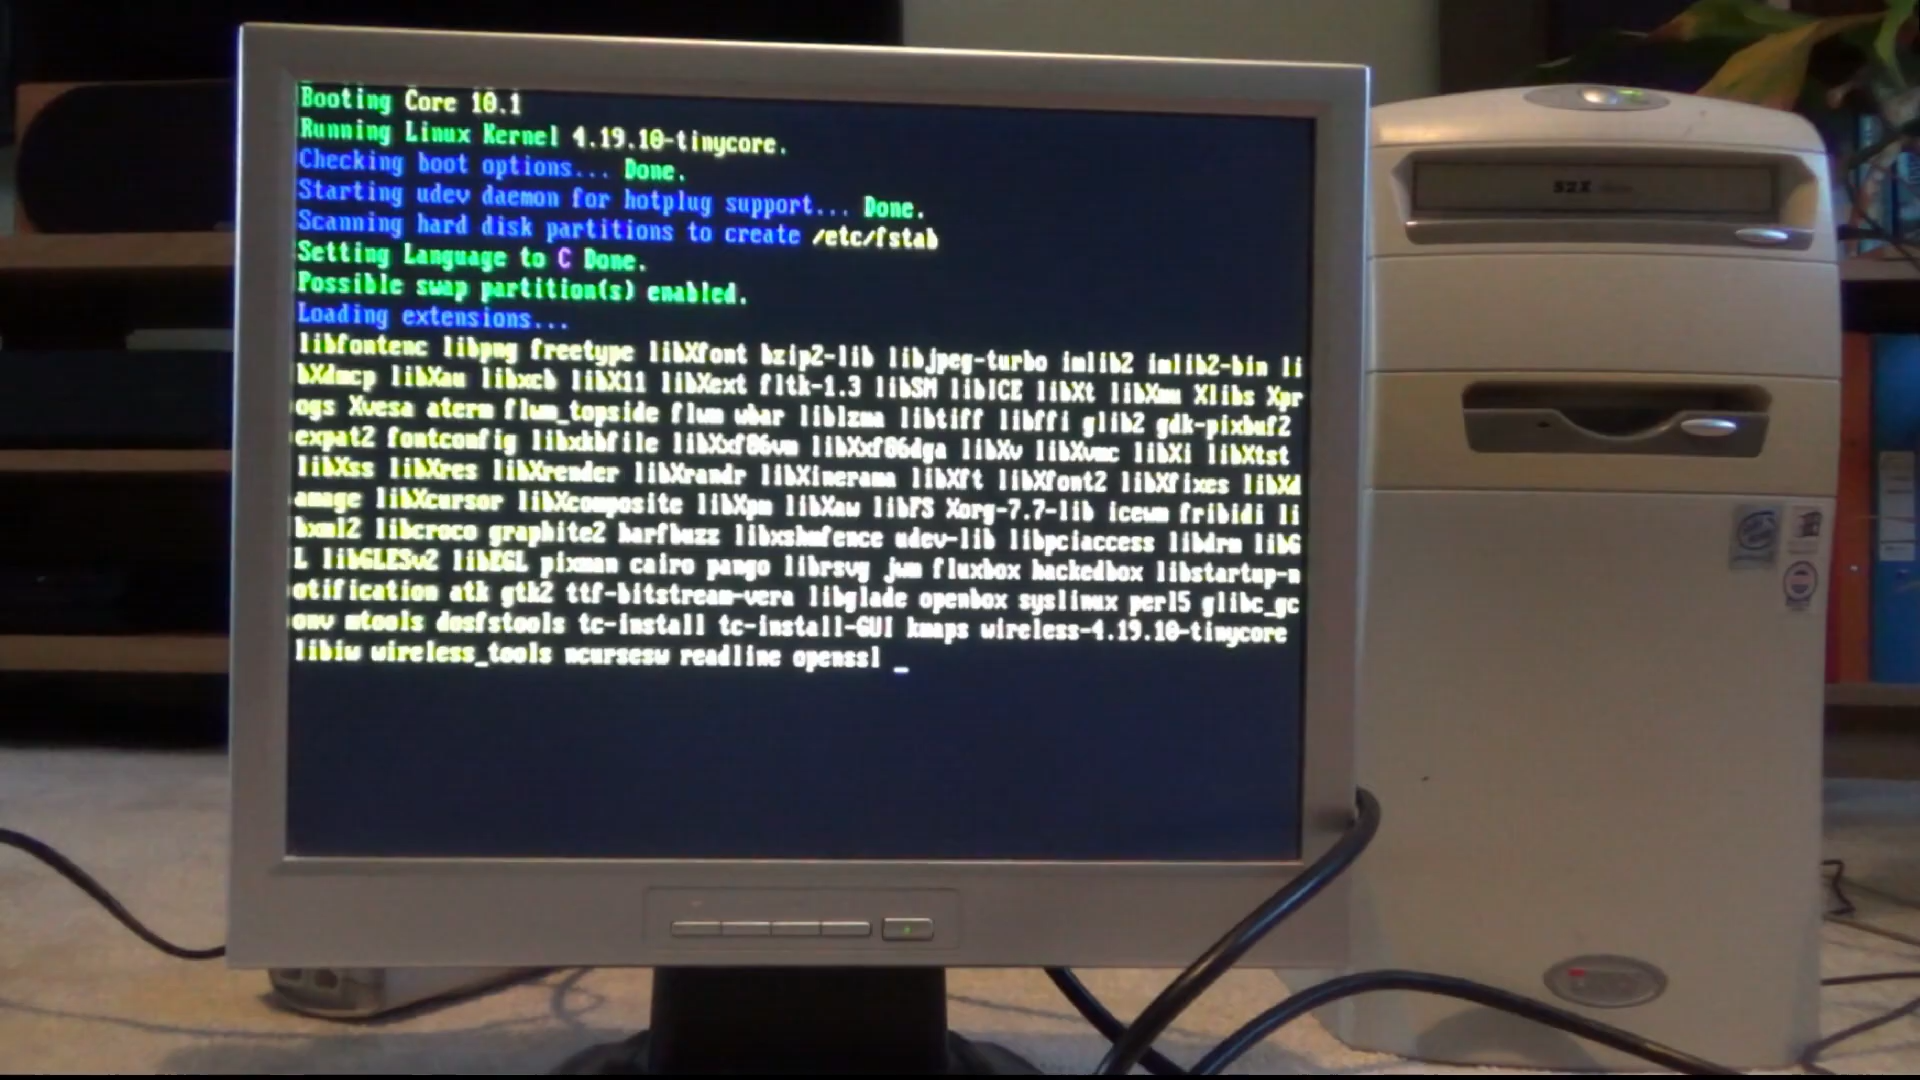 Booting Core 10.1
Running Linux Kernel 4.19.10-tinycore.
Checking boot options... Done.
Starting udev daemon for hotplug support... Done.
Scanning hard disk partitions to create /etc/fstab
Setting Language to C Done.
Possible swap partition(s) enabled.
Loading extensions...
libfontenc libpng freetype libXfont bzip2-lib libjpeg-turbo imlib2 imlib2-bin li
bXdmcp libXau libxcb libX11 libXext fltk-1.3 libSM libICE libXt libXmu Xlibs Xpr
ogs Xvesa aterm flwm_topside flwm wbar liblzma libtiff libffi glib2 gdk-pixbuf2
expat2 fontconfig libxkbfile libXxf86vm libXxf86dga libXv libXvmc libXi libXtst
libXss libXres libXrender libXrandr libXinerama libXft libXfont2 libXfixes libXd
amage libXcursor libXcomposite libXpm libXaw libFS Xorg-7.7-lib icewm fribidi li
bxml2 libcroco graphite2 harfbuzz libxshmfence udev-lib libpciaccess libdrm libG
L libGLESv2 libEGL pixman cairo pango librsvg jwm fluxbox hackedbox libstartup-n
otification atk gtk2 ttf-bitstream-vera libglade openbox syslinux perl5 glibc_gc
onv mtools dosfstools tc-install tc-install-GUI kmaps wireless-4.19.10-tinycore
libiw wireless_tools ncursesw readline openssl _
52X